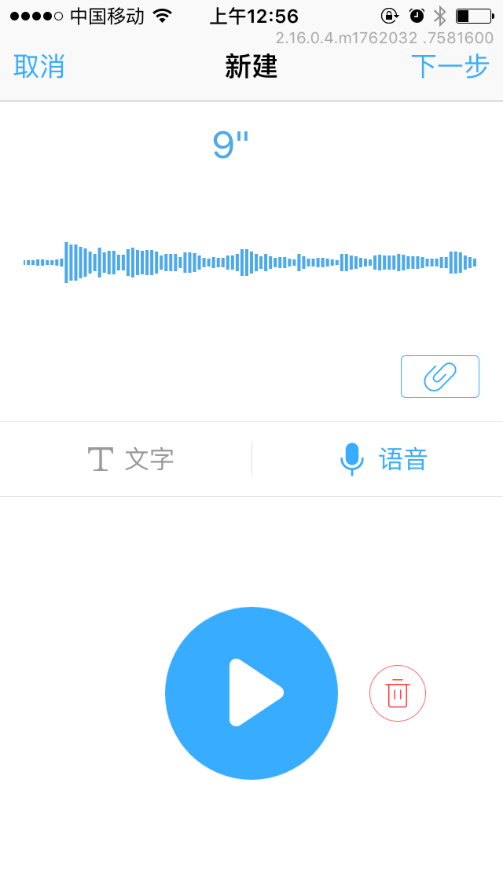 中国移动 上午12:56
2.16.0.4.m1762032 .7581600
取消 新建 下一步
9"
文字 语音